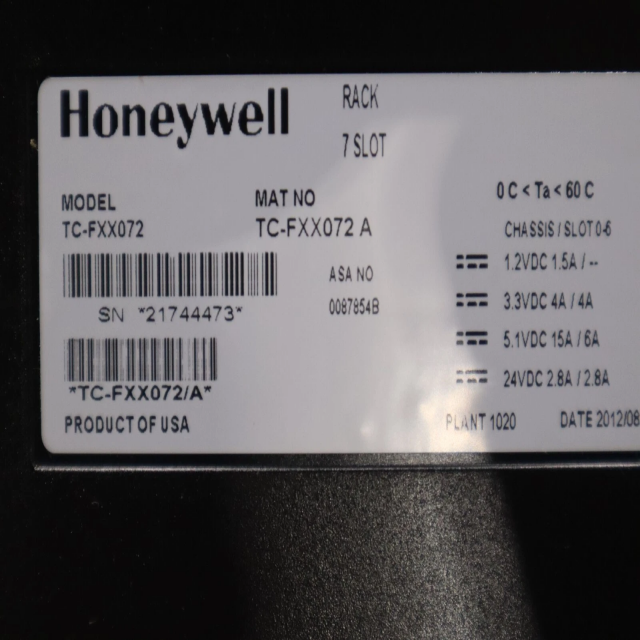 Honeywell
RACK
7 SLOT
MODEL
TC-FXX072
MAT NO
TC-FXX072 A
0 C < Ta < 60 C
CHASSIS / SLOT 0-6
SN *21744473*
ASA NO
0087854B
1.2VDC 1.5A / --
3.3VDC 4A / 4A
5.1VDC 15A / 6A
24VDC 2.8A / 2.8A
*TC-FXX072/A*
PRODUCT OF USA
PLANT 1020
DATE 2012/08